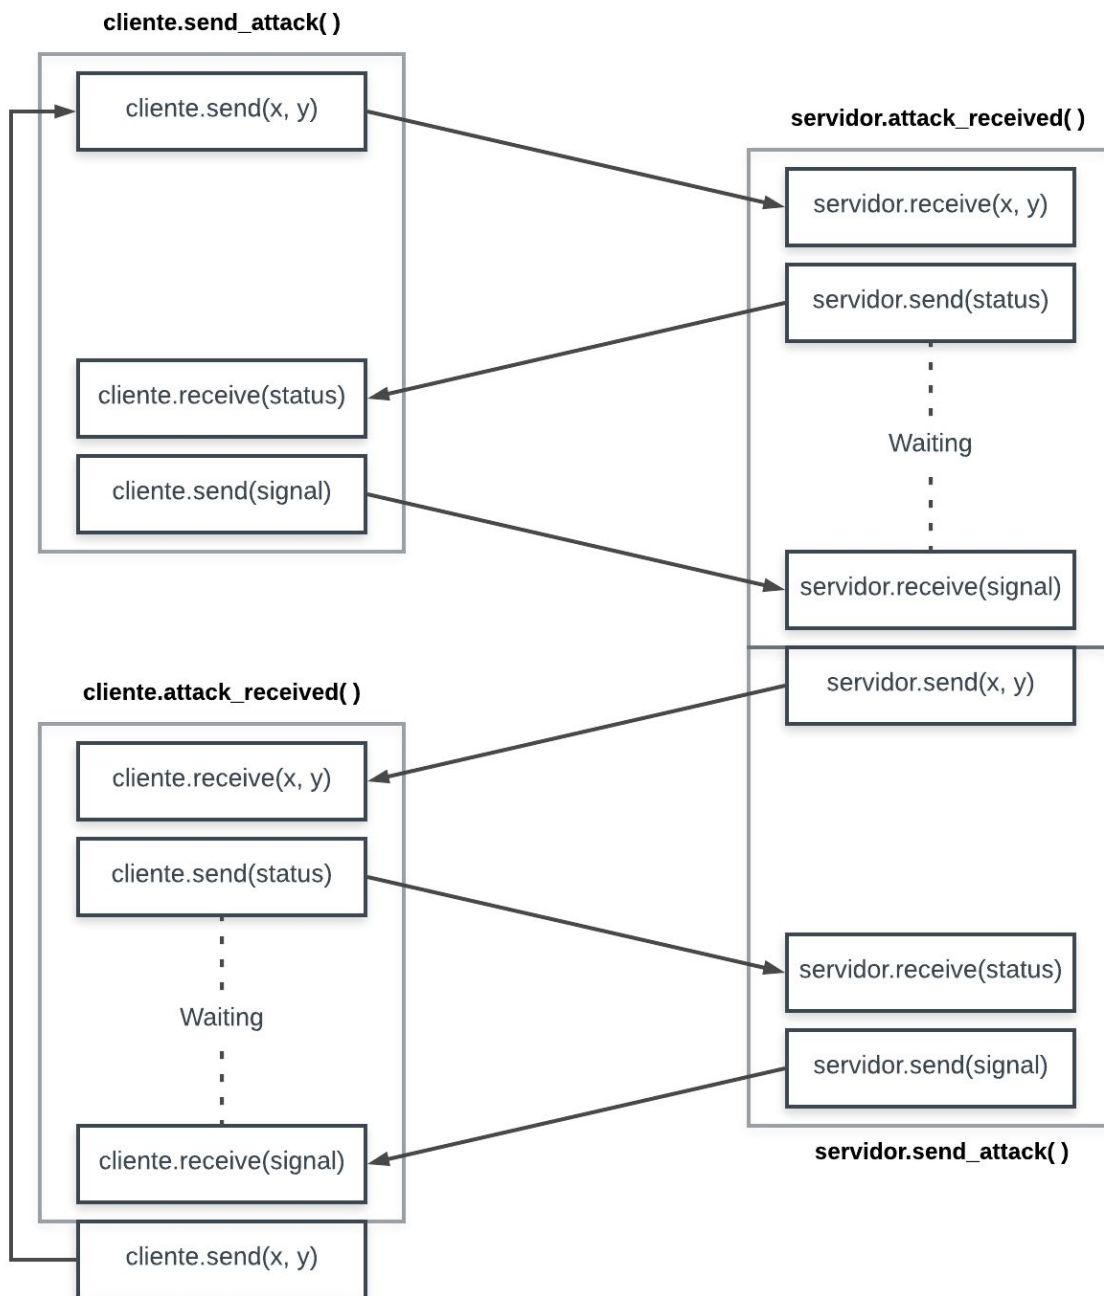 cliente.send_attack( )
cliente.send(x, y)
servidor.attack_received( )
servidor.receive(x, y)
servidor.send(status)
cliente.receive(status)
Waiting
cliente.send(signal)
servidor.receive(signal)
cliente.attack_received( )
servidor.send(x, y)
cliente.receive(x, y)
cliente.send(status)
servidor.receive(status)
Waiting
servidor.send(signal)
cliente.receive(signal)
servidor.send_attack( )
cliente.send(x, y)